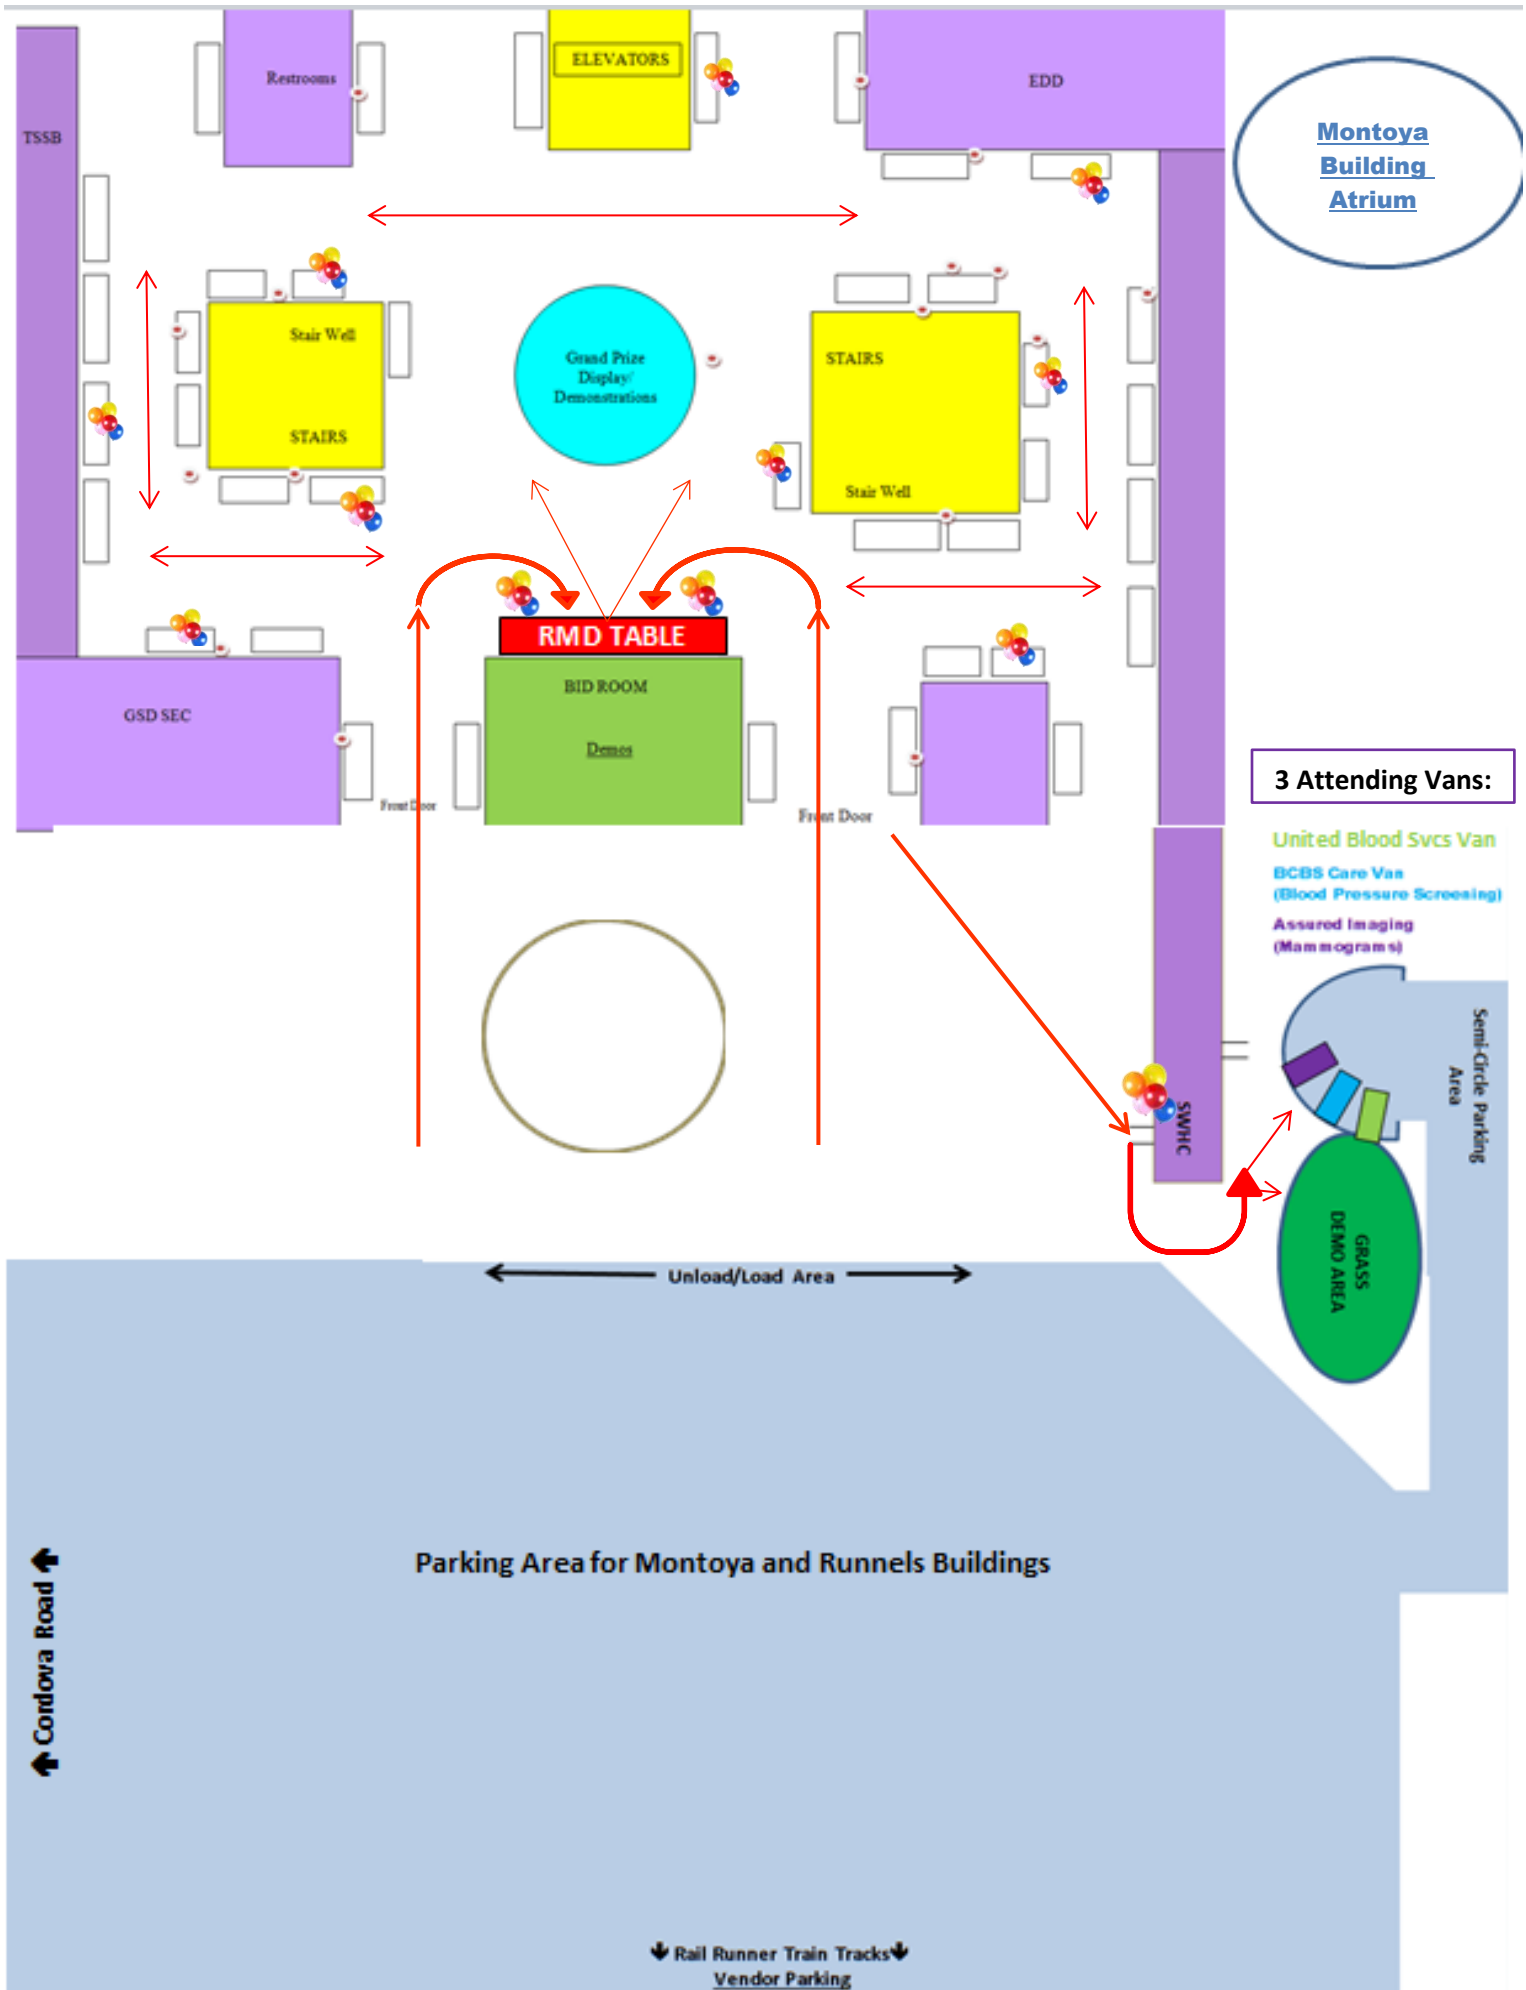 ELEVATORS
Restrooms
EDD
TSSB
Montoya
Building
Atrium
Stair Well
STAIRS
Grand Prize
Display/
Demonstrations
STAIRS
Stair Well
RMD TABLE
BID ROOM
Demos
GSD SEC
Front Door
Front Door
3 Attending Vans:
United Blood Svcs Van
BCBS Care Van
(Blood Pressure Screening)
Assured Imaging
(Mammograms)
Semi-Circle Parking
Area
SWHC
GRASS
DEMO AREA
Unload/Load Area
Parking Area for Montoya and Runnels Buildings
Cordova Road
Rail Runner Train Tracks
Vendor Parking